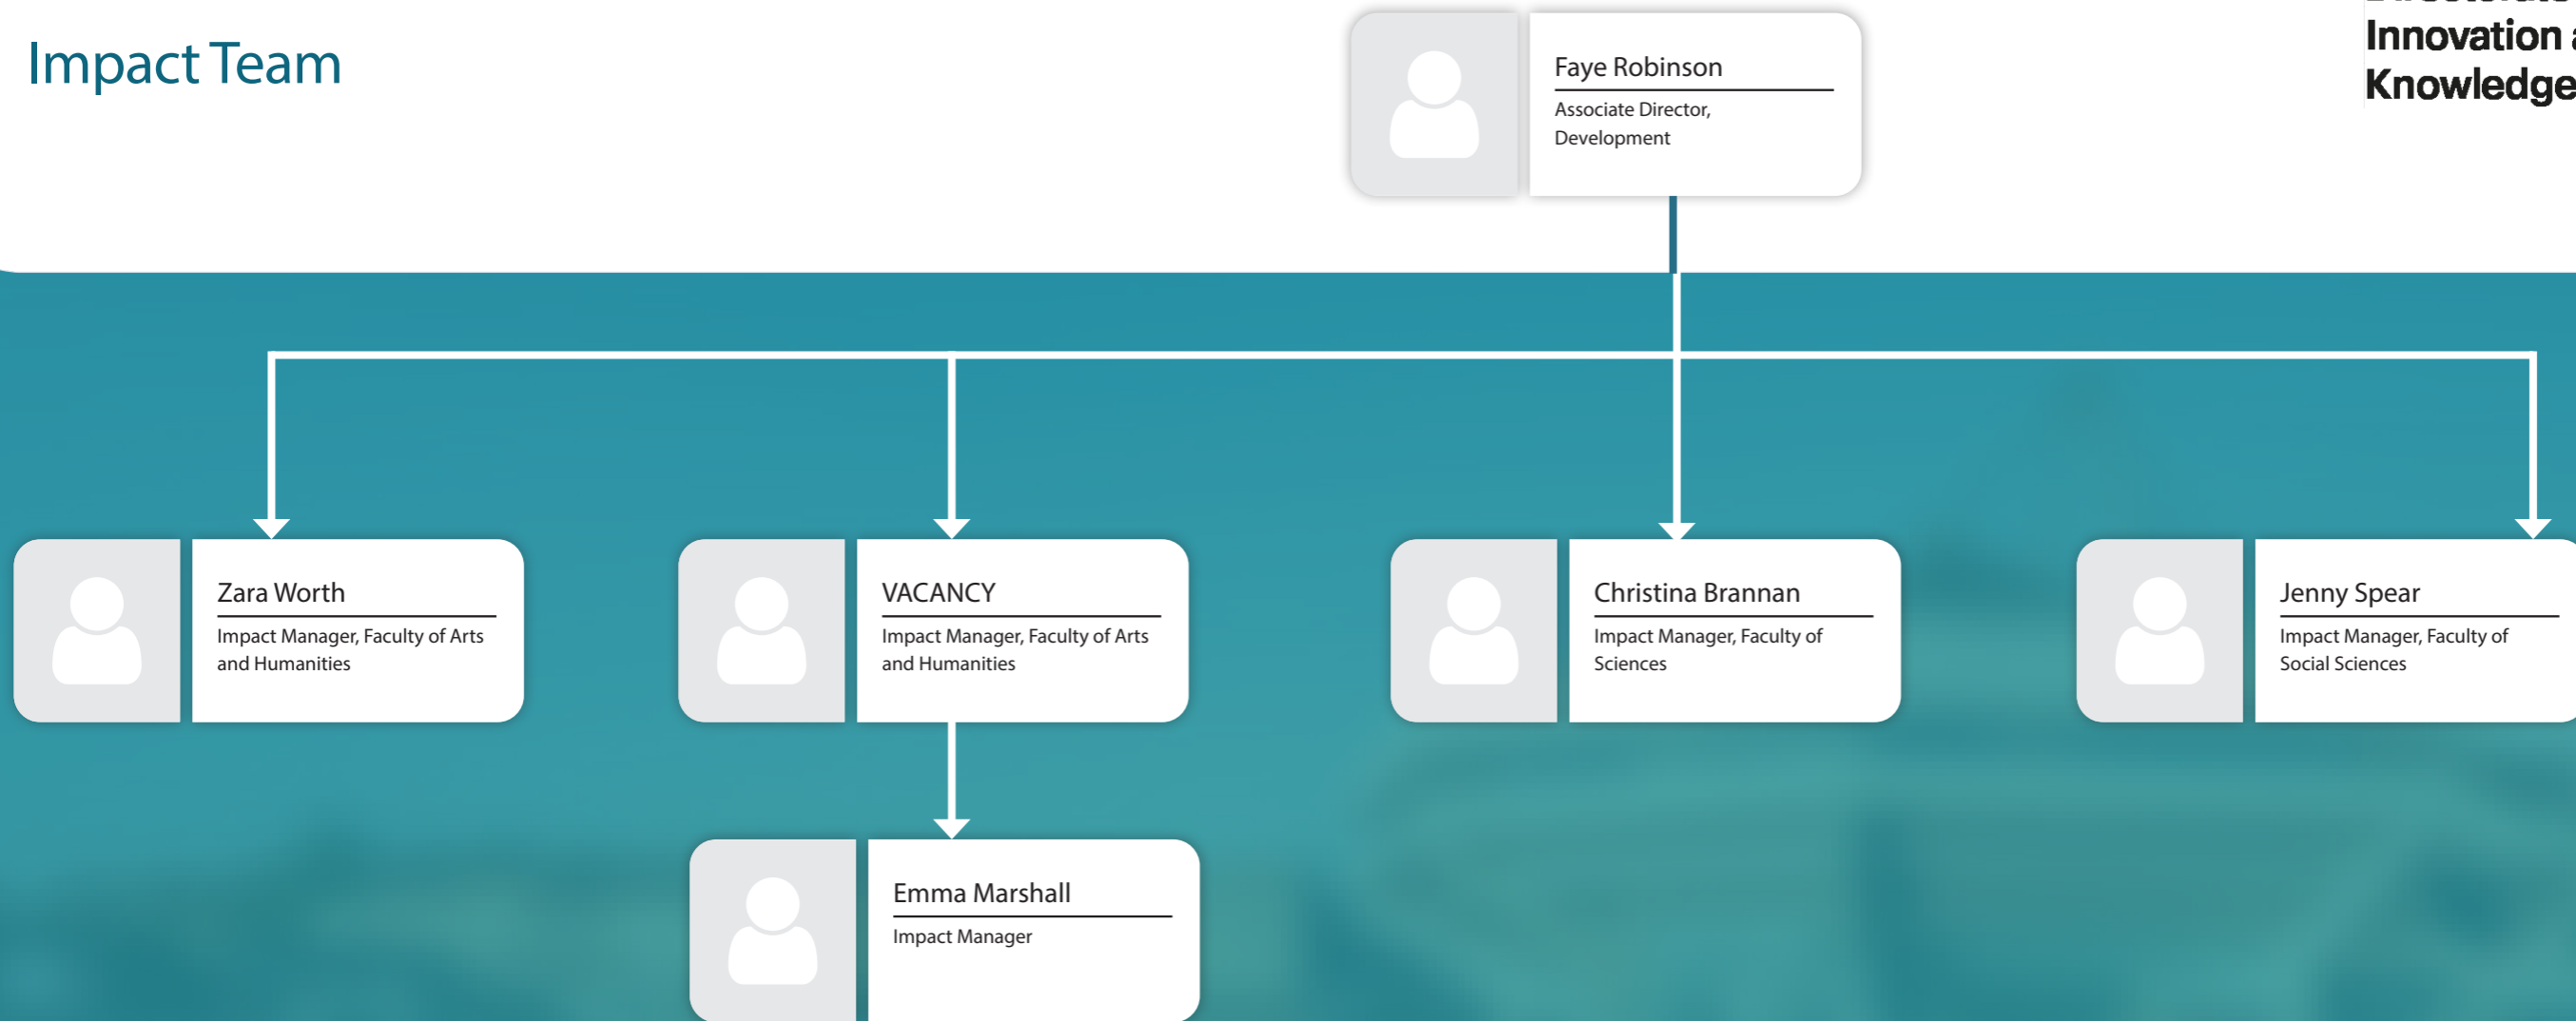 Impact Team
Innovation
Knowledge
Faye Robinson
Associate Director,
Development
Zara Worth
Impact Manager, Faculty of Arts
and Humanities
VACANCY
Impact Manager, Faculty of Arts
and Humanities
Christina Brannan
Impact Manager, Faculty of
Sciences
Jenny Spear
Impact Manager, Faculty of
Social Sciences
Emma Marshall
Impact Manager